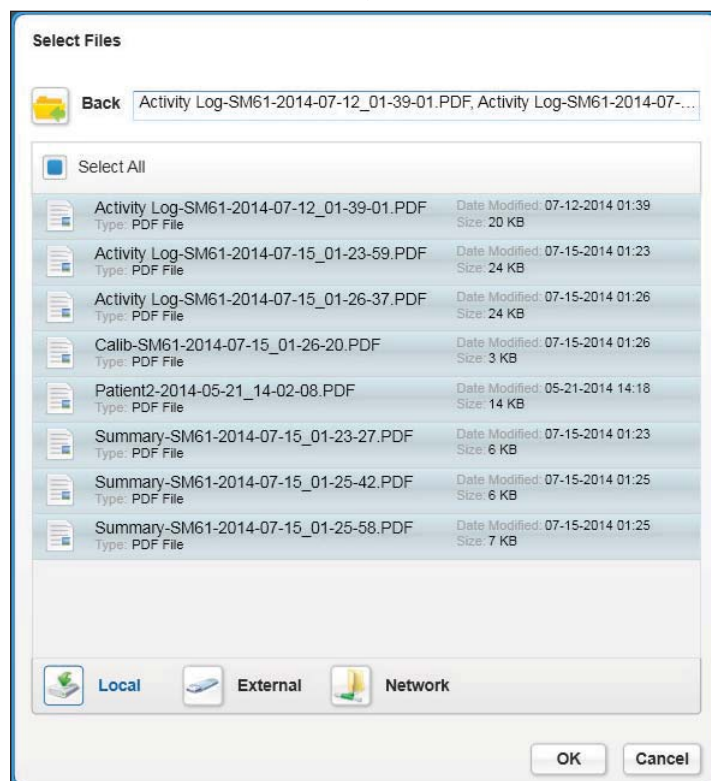 Select Files
Back Activity Log-SM61-2014-07-12_01-39-01.PDF, Activity Log-SM61-2014-07-...
Select All
Activity Log-SM61-2014-07-12_01-39-01.PDF Date Modified: 07-12-2014 01:39
Type: PDF File Size: 20 KB
Activity Log-SM61-2014-07-15_01-23-59.PDF Date Modified: 07-15-2014 01:23
Type: PDF File Size: 24 KB
Activity Log-SM61-2014-07-15_01-26-37.PDF Date Modified: 07-15-2014 01:26
Type: PDF File Size: 24 KB
Calib-SM61-2014-07-15_01-26-20.PDF Date Modified: 07-15-2014 01:26
Type: PDF File Size: 3 KB
Patient2-2014-05-21_14-02-08.PDF Date Modified: 05-21-2014 14:18
Type: PDF File Size: 14 KB
Summary-SM61-2014-07-15_01-23-27.PDF Date Modified: 07-15-2014 01:23
Type: PDF File Size: 6 KB
Summary-SM61-2014-07-15_01-25-42.PDF Date Modified: 07-15-2014 01:25
Type: PDF File Size: 6 KB
Summary-SM61-2014-07-15_01-25-58.PDF Date Modified: 07-15-2014 01:25
Type: PDF File Size: 7 KB
Local External Network
OK Cancel